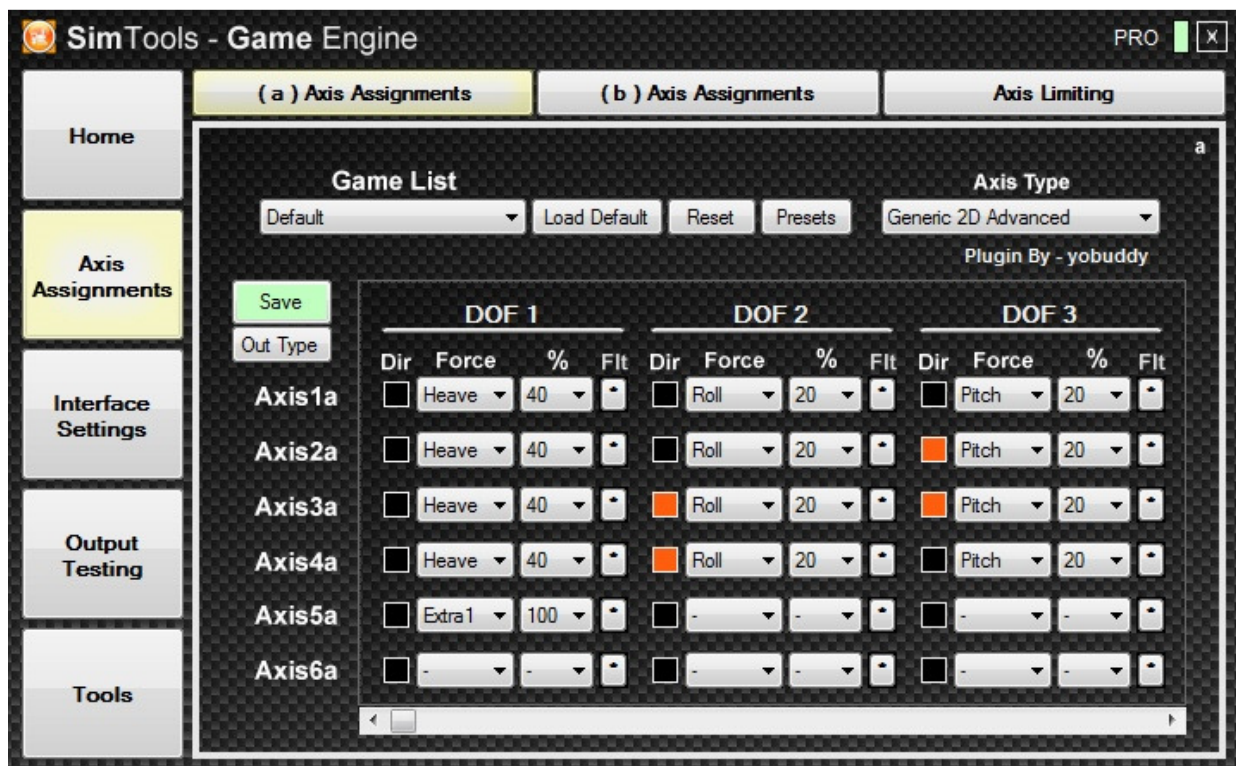 SimTools - Game Engine PRO X
( a ) Axis Assignments ( b ) Axis Assignments Axis Limiting
Home
a
Game List Axis Type
Default Load Default Reset Presets Generic 2D Advanced
Plugin By - yobuddy
Axis
Assignments
Save
Out Type
DOF 1 DOF 2 DOF 3
Dir Force % Flt Dir Force % Flt Dir Force % Flt
Axis1a Heave 40 * Roll 20 * Pitch 20 *
Interface
Settings
Axis2a Heave 40 * Roll 20 * Pitch 20 *
Axis3a Heave 40 * Roll 20 * Pitch 20 *
Output
Testing
Axis4a Heave 40 * Roll 20 * Pitch 20 *
Axis5a Extra1 100 * - - * - - *
Axis6a - - * - - * - - *
Tools